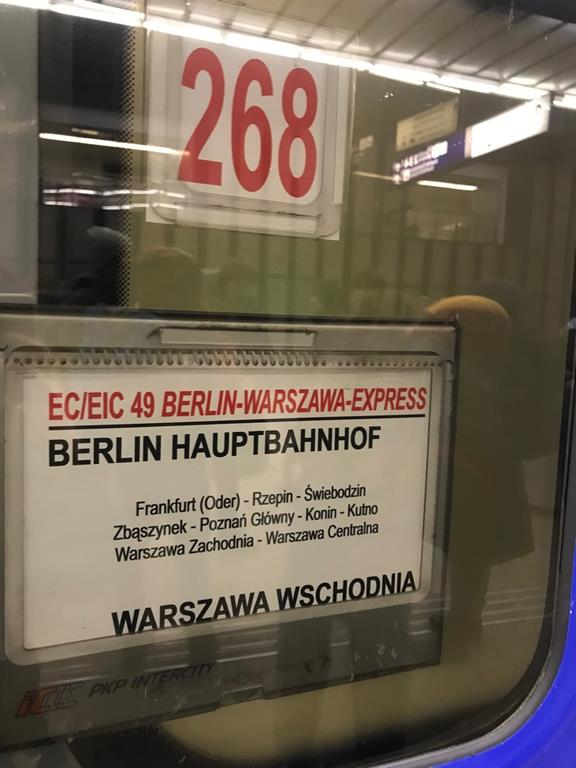 268
EC/EIC 49 BERLIN-WARSZAWA-EXPRESS
BERLIN HAUPTBAHNHOF
Frankfurt (Oder) - Rzepin - Świebodzin
Zbąszynek - Poznań Główny - Konin - Kutno
Warszawa Zachodnia - Warszawa Centralna
WARSZAWA WSCHODNIA
PKP INTERCITY